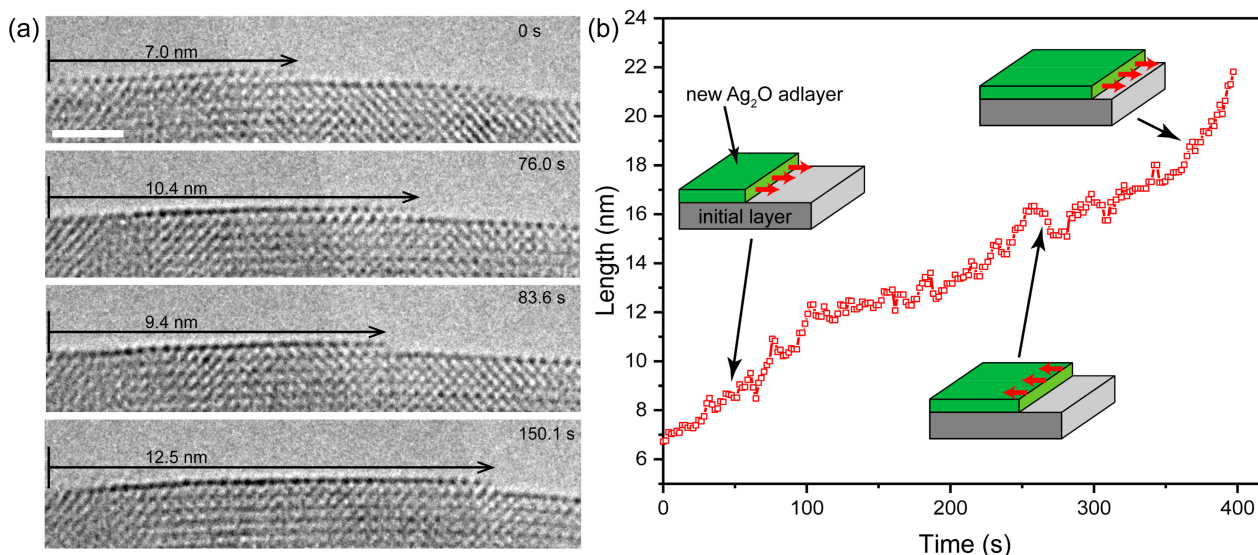 (a)
0 s
7.0 nm
76.0 s
10.4 nm
83.6 s
9.4 nm
150.1 s
12.5 nm
(b)
24
22
20
18
16
14
12
10
8
6
Length (nm)
new Ag₂O adlayer
initial layer
0
100
200
300
400
Time (s)